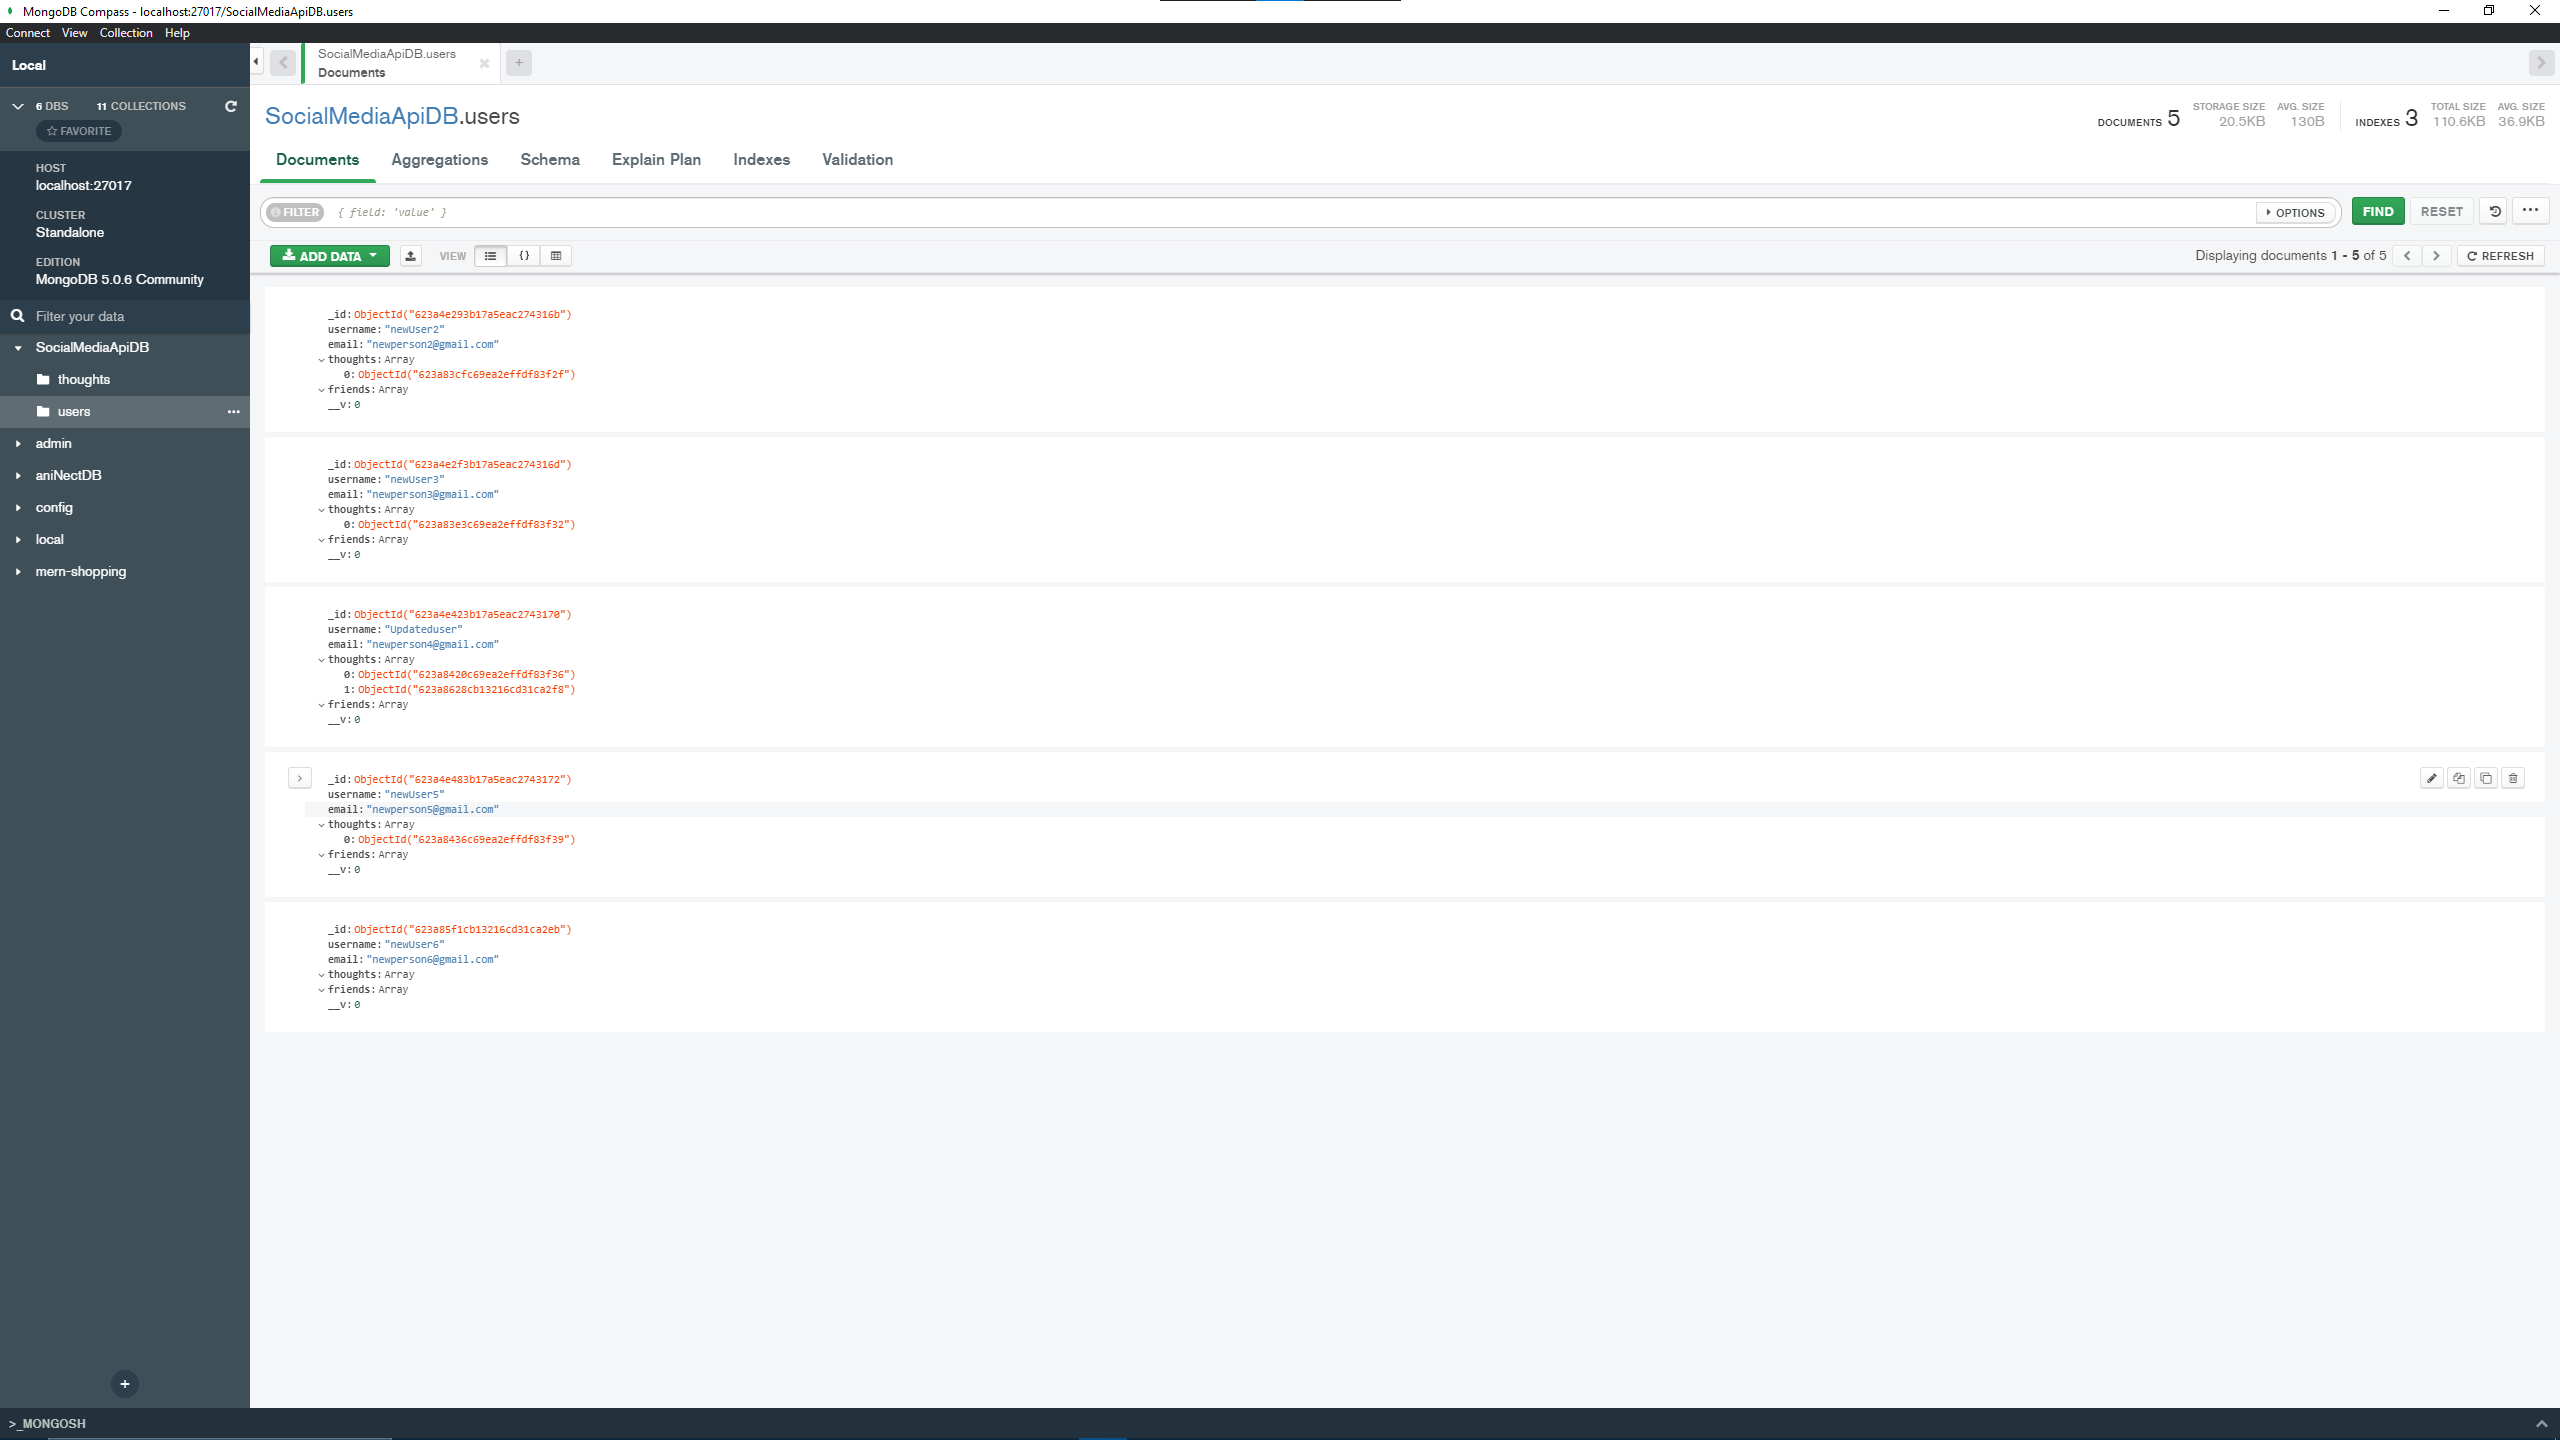 MongoDB Compass - localhost:27017/SocialMediaApiDB.users
Connect View Collection Help
Local
6 DBS 11 COLLECTIONS
FAVORITE
HOST
localhost:27017
CLUSTER
Standalone
EDITION
MongoDB 5.0.6 Community
Filter your data
SocialMediaApiDB
thoughts
users
admin
aniNectDB
config
local
mern-shopping
SocialMediaApiDB.users
Documents
SocialMediaApiDB.users
DOCUMENTS 5
STORAGE SIZE
20.5KB
AVG. SIZE
130B
INDEXES 3
TOTAL SIZE
110.6KB
AVG. SIZE
36.9KB
Documents Aggregations Schema Explain Plan Indexes Validation
FILTER { field: 'value' } OPTIONS FIND RESET
ADD DATA VIEW {} Displaying documents 1 - 5 of 5 REFRESH
_id: ObjectId("623a4e293b17a5eac274316b")
username: "newUser2"
email: "newperson2@gmail.com"
thoughts: Array
0: ObjectId("623a83cfc69ea2effdf83f2f")
friends: Array
__v: 0
_id: ObjectId("623a4e2f3b17a5eac274316d")
username: "newUser3"
email: "newperson3@gmail.com"
thoughts: Array
0: ObjectId("623a83e3c69ea2effdf83f32")
friends: Array
__v: 0
_id: ObjectId("623a4e423b17a5eac2743170")
username: "Updateduser"
email: "newperson4@gmail.com"
thoughts: Array
0: ObjectId("623a8420c69ea2effdf83f36")
1: ObjectId("623a8628cb13216cd31ca2f8")
friends: Array
__v: 0
_id: ObjectId("623a4e483b17a5eac2743172")
username: "newUser5"
email: "newperson5@gmail.com"
thoughts: Array
0: ObjectId("623a8436c69ea2effdf83f39")
friends: Array
__v: 0
_id: ObjectId("623a85f1cb13216cd31ca2eb")
username: "newUser6"
email: "newperson6@gmail.com"
thoughts: Array
friends: Array
__v: 0
>_MONGOSH